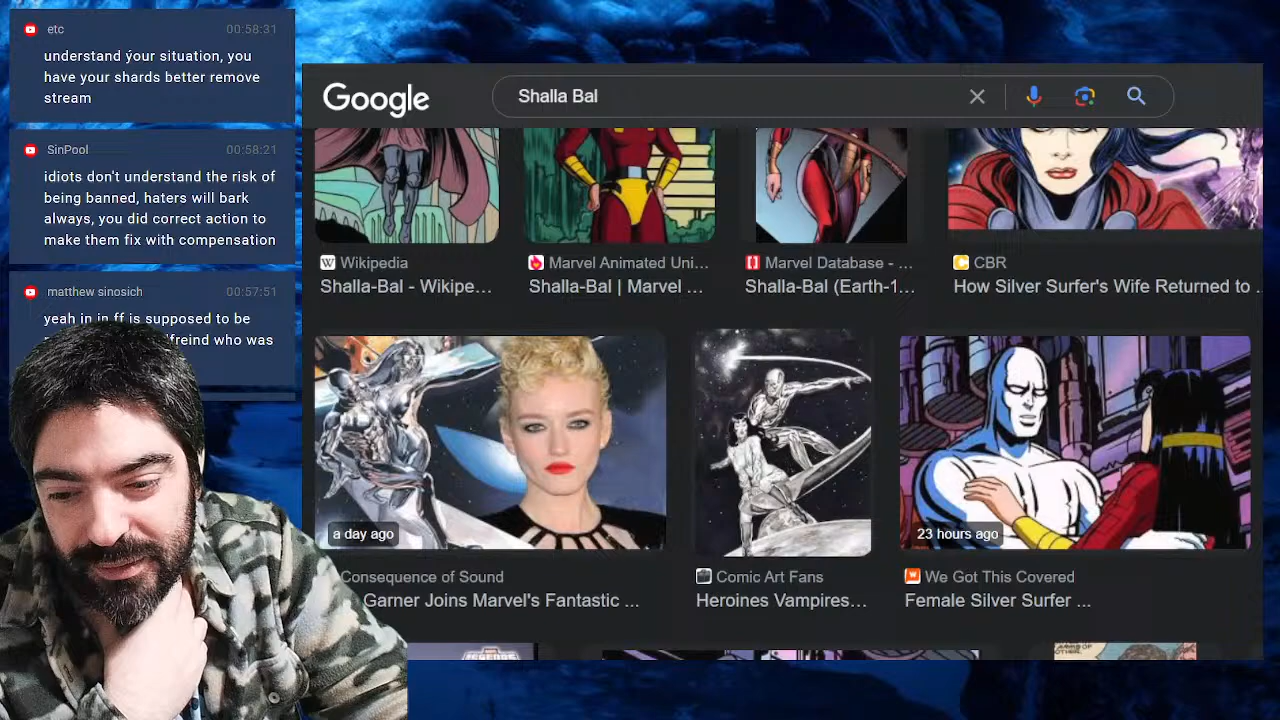 etc 00:58:31
understand ýour situation, you
have your shards better remove
stream
SinPool 00:58:21
idiots don't understand the risk of
being banned, haters will bark
always, you did correct action to
make them fix with compensation
matthew sinosich 00:57:51
yeah in in ff is supposed to be
freind who was
Google
Shalla Bal
Wikipedia
Shalla-Bal - Wikipe...
Marvel Animated Uni...
Shalla-Bal | Marvel ...
Marvel Database - ...
Shalla-Bal (Earth-1...
CBR
How Silver Surfer's Wife Returned to ...
a day ago
Consequence of Sound
Garner Joins Marvel's Fantastic ...
Comic Art Fans
Heroines Vampires...
23 hours ago
We Got This Covered
Female Silver Surfer ...
LEGENDS